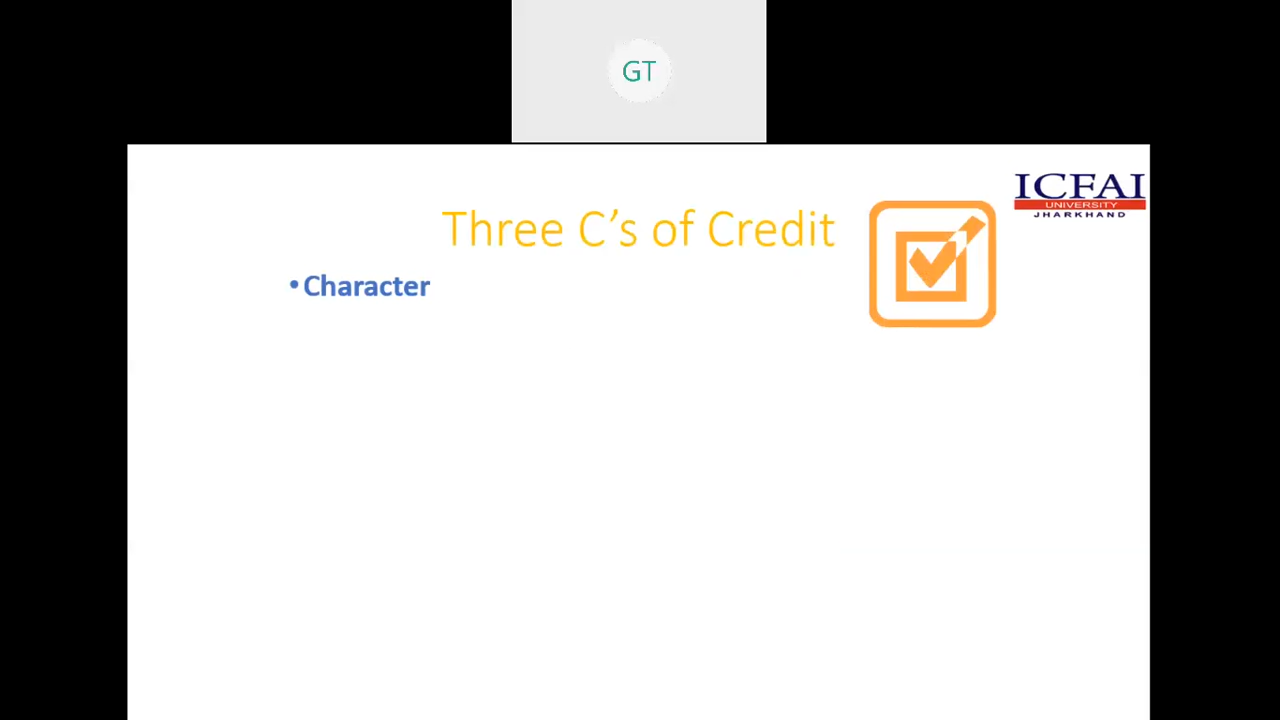 GT
ICFAI
UNIVERSITY
JHARKHAND
Three C’s of Credit
•Character